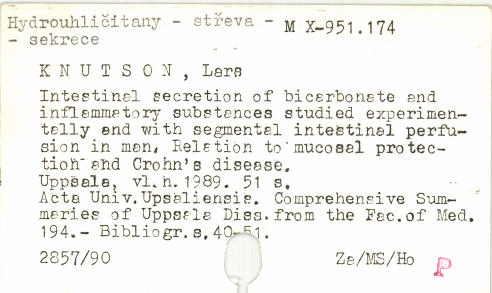 Hydrouhličitany - střeva - M X-951.174
- sekrece
K N U T S O N , Lars
Intestinal secretion of bicarbonate and
inflammatory substances studied experimen-
tally and with segmental intestinal perfu-
sion in man. Relation to mucosal protec-
tion and Crohn's disease.
Uppsala, vl.n. 1989. 51 s.
Acta Univ.Upsaliensis. Comprehensive Sum-
maries of Uppsala Diss.from the Fac.of Med.
194.- Bibliogr.s.40-51.
2857/90 Za/MS/Ho P